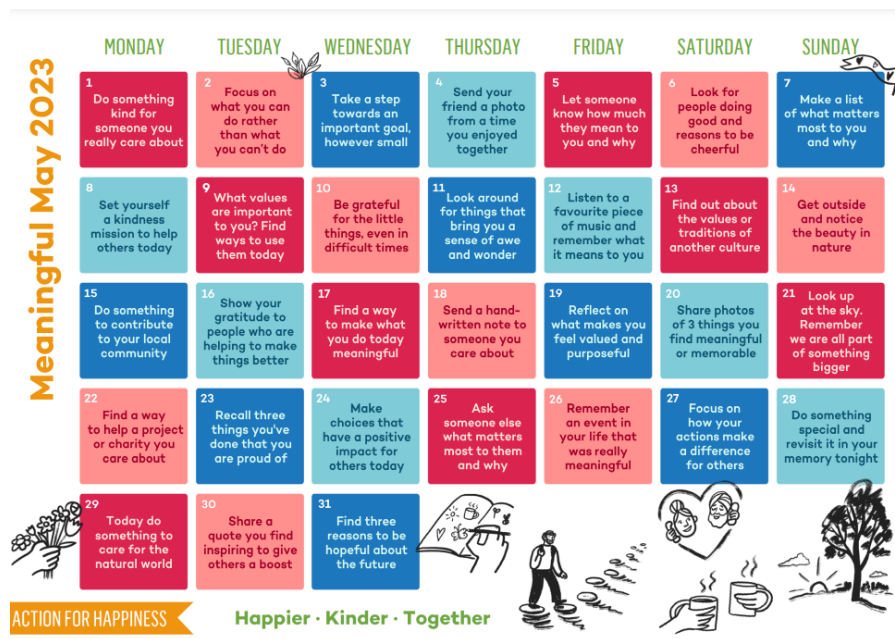 MONDAY
TUESDAY
WEDNESDAY
THURSDAY
FRIDAY
SATURDAY
SUNDAY
Meaningful May 2023
1
Do something
kind for
someone you
really care about
2
Focus on
what you can
do rather
than what
you can't do
3
Take a step
towards an
important goal,
however small
4
Send your
friend a photo
from a time
you enjoyed
together
5
Let someone
know how much
they mean to
you and why
6
Look for
people doing
good and
reasons to be
cheerful
7
Make a list
of what matters
most to you
and why
8
Set yourself
a kindness
mission to help
others today
9
What values
are important
to you? Find
ways to use
them today
10
Be grateful
for the little
things, even in
difficult times
11
Look around
for things that
bring you a
sense of awe
and wonder
12
Listen to a
favourite piece
of music and
remember what
it means to you
13
Find out about
the values or
traditions of
another culture
14
Get outside
and notice
the beauty in
nature
15
Do something
to contribute
to your local
community
16
Show your
gratitude to
people who are
helping to make
things better
17
Find a way
to make what
you do today
meaningful
18
Send a hand-
written note to
someone you
care about
19
Reflect on
what makes you
feel valued and
purposeful
20
Share photos
of 3 things you
find meaningful
or memorable
21
Look up
at the sky.
Remember
we are all part
of something
bigger
22
Find a way
to help a project
or charity you
care about
23
Recall three
things you've
done that you
are proud of
24
Make
choices that
have a positive
impact for
others today
25
Ask
someone else
what matters
most to them
and why
26
Remember
an event in
your life that
was really
meaningful
27
Focus on
how your
actions make
a difference
for others
28
Do something
special and
revisit it in your
memory tonight
29
Today do
something to
care for the
natural world
30
Share a
quote you find
inspiring to give
others a boost
31
Find three
reasons to be
hopeful about
the future
ACTION FOR HAPPINESS
Happier · Kinder · Together